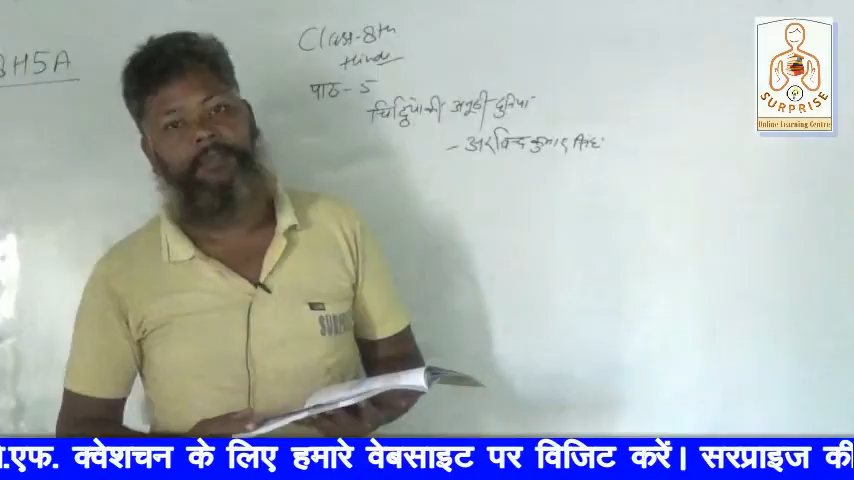 BH5A
Class-8th
Hindi
पाठ-5
चिट्ठियों की अनूठी दुनिया
- अरविन्द कुमार सिंह
SURPRISE
Online Learning Centre
.एफ. क्वेशचन के लिए हमारे वेबसाइट पर विजिट करें। सरप्राइज की